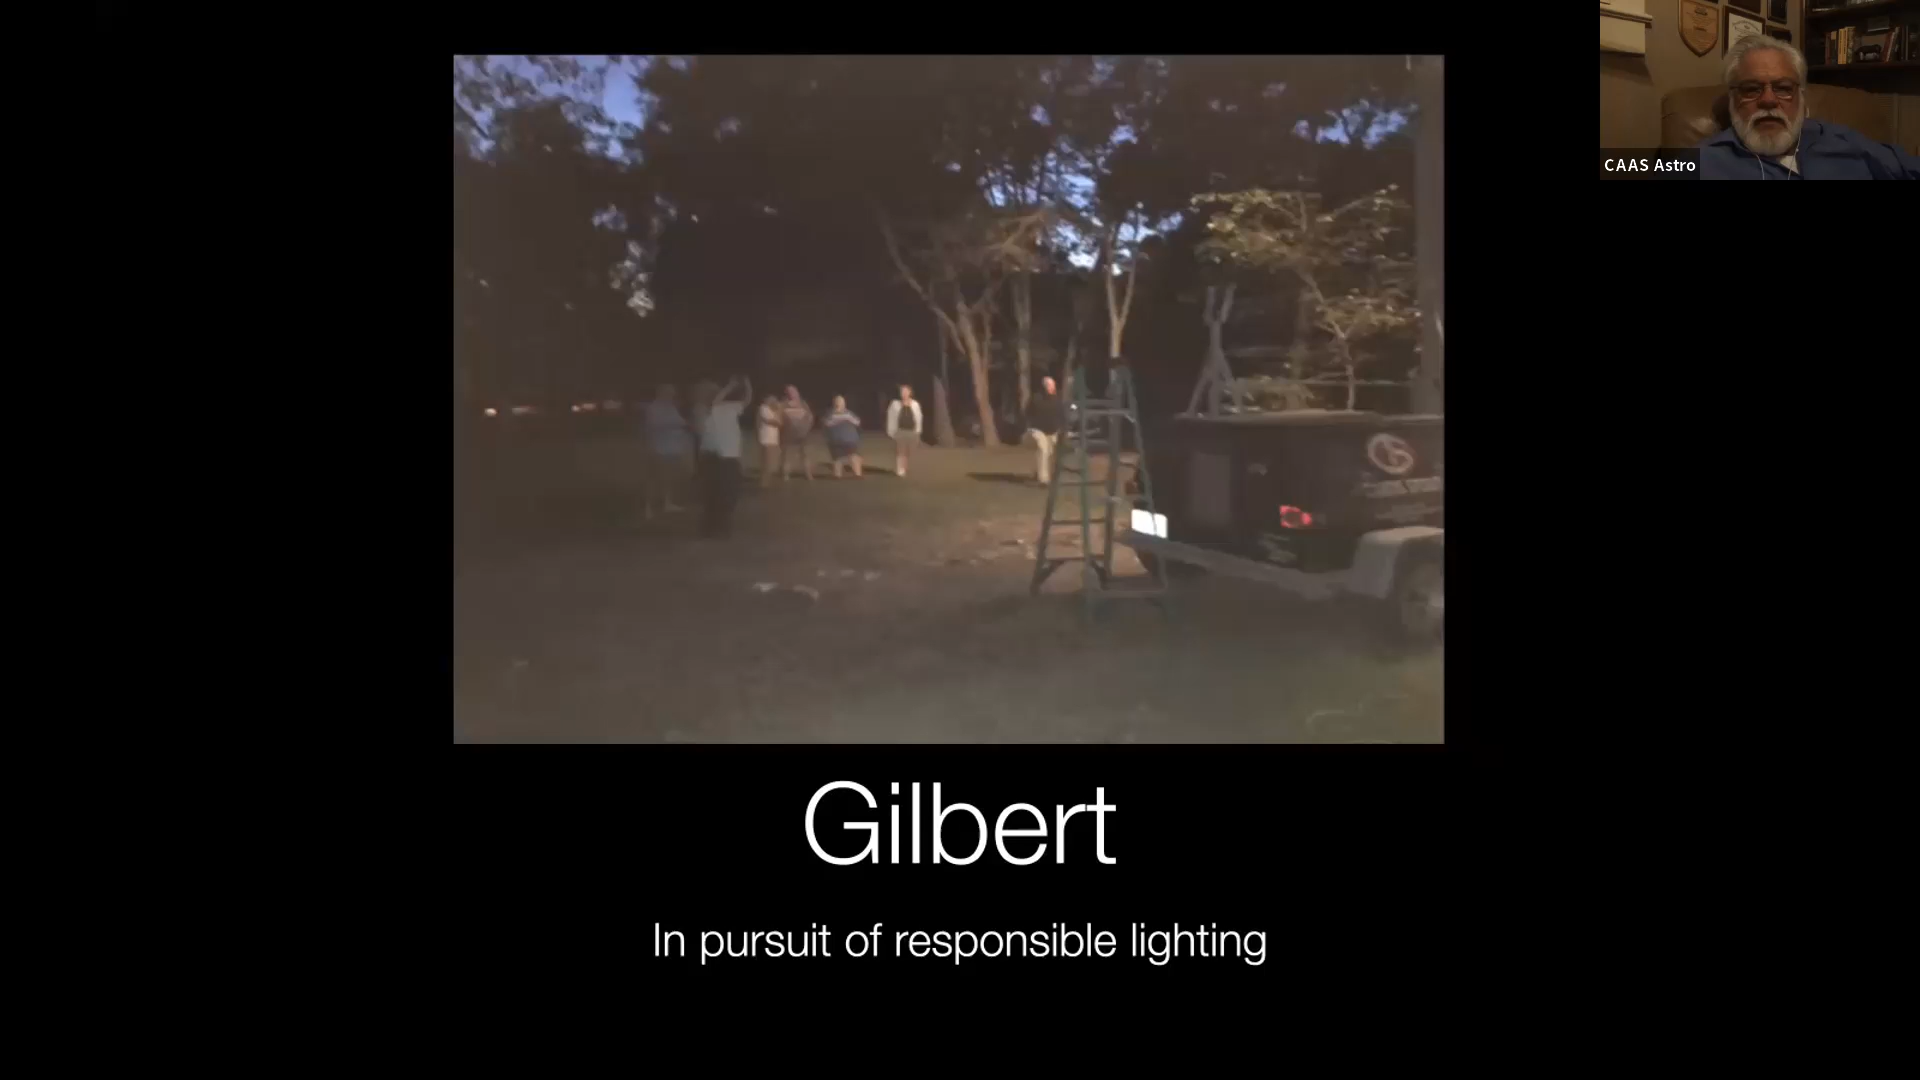 CAAS Astro
Gilbert
In pursuit of responsible lighting